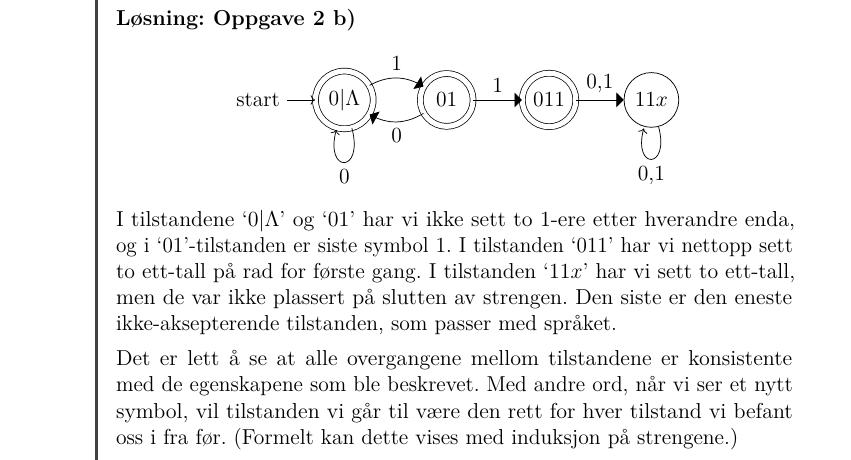 Løsning: Oppgave 2 b)
1
1
0,1
start
0|Λ
01
011
11x
0
0
0,1
I tilstandene ‘0|Λ’ og ‘01’ har vi ikke sett to 1-ere etter hverandre enda,
og i ‘01’-tilstanden er siste symbol 1. I tilstanden ‘011’ har vi nettopp sett
to ett-tall på rad for første gang. I tilstanden ‘11x’ har vi sett to ett-tall,
men de var ikke plassert på slutten av strengen. Den siste er den eneste
ikke-aksepterende tilstanden, som passer med språket.
Det er lett å se at alle overgangene mellom tilstandene er konsistente
med de egenskapene som ble beskrevet. Med andre ord, når vi ser et nytt
symbol, vil tilstanden vi går til være den rett for hver tilstand vi befant
oss i fra før. (Formelt kan dette vises med induksjon på strengene.)